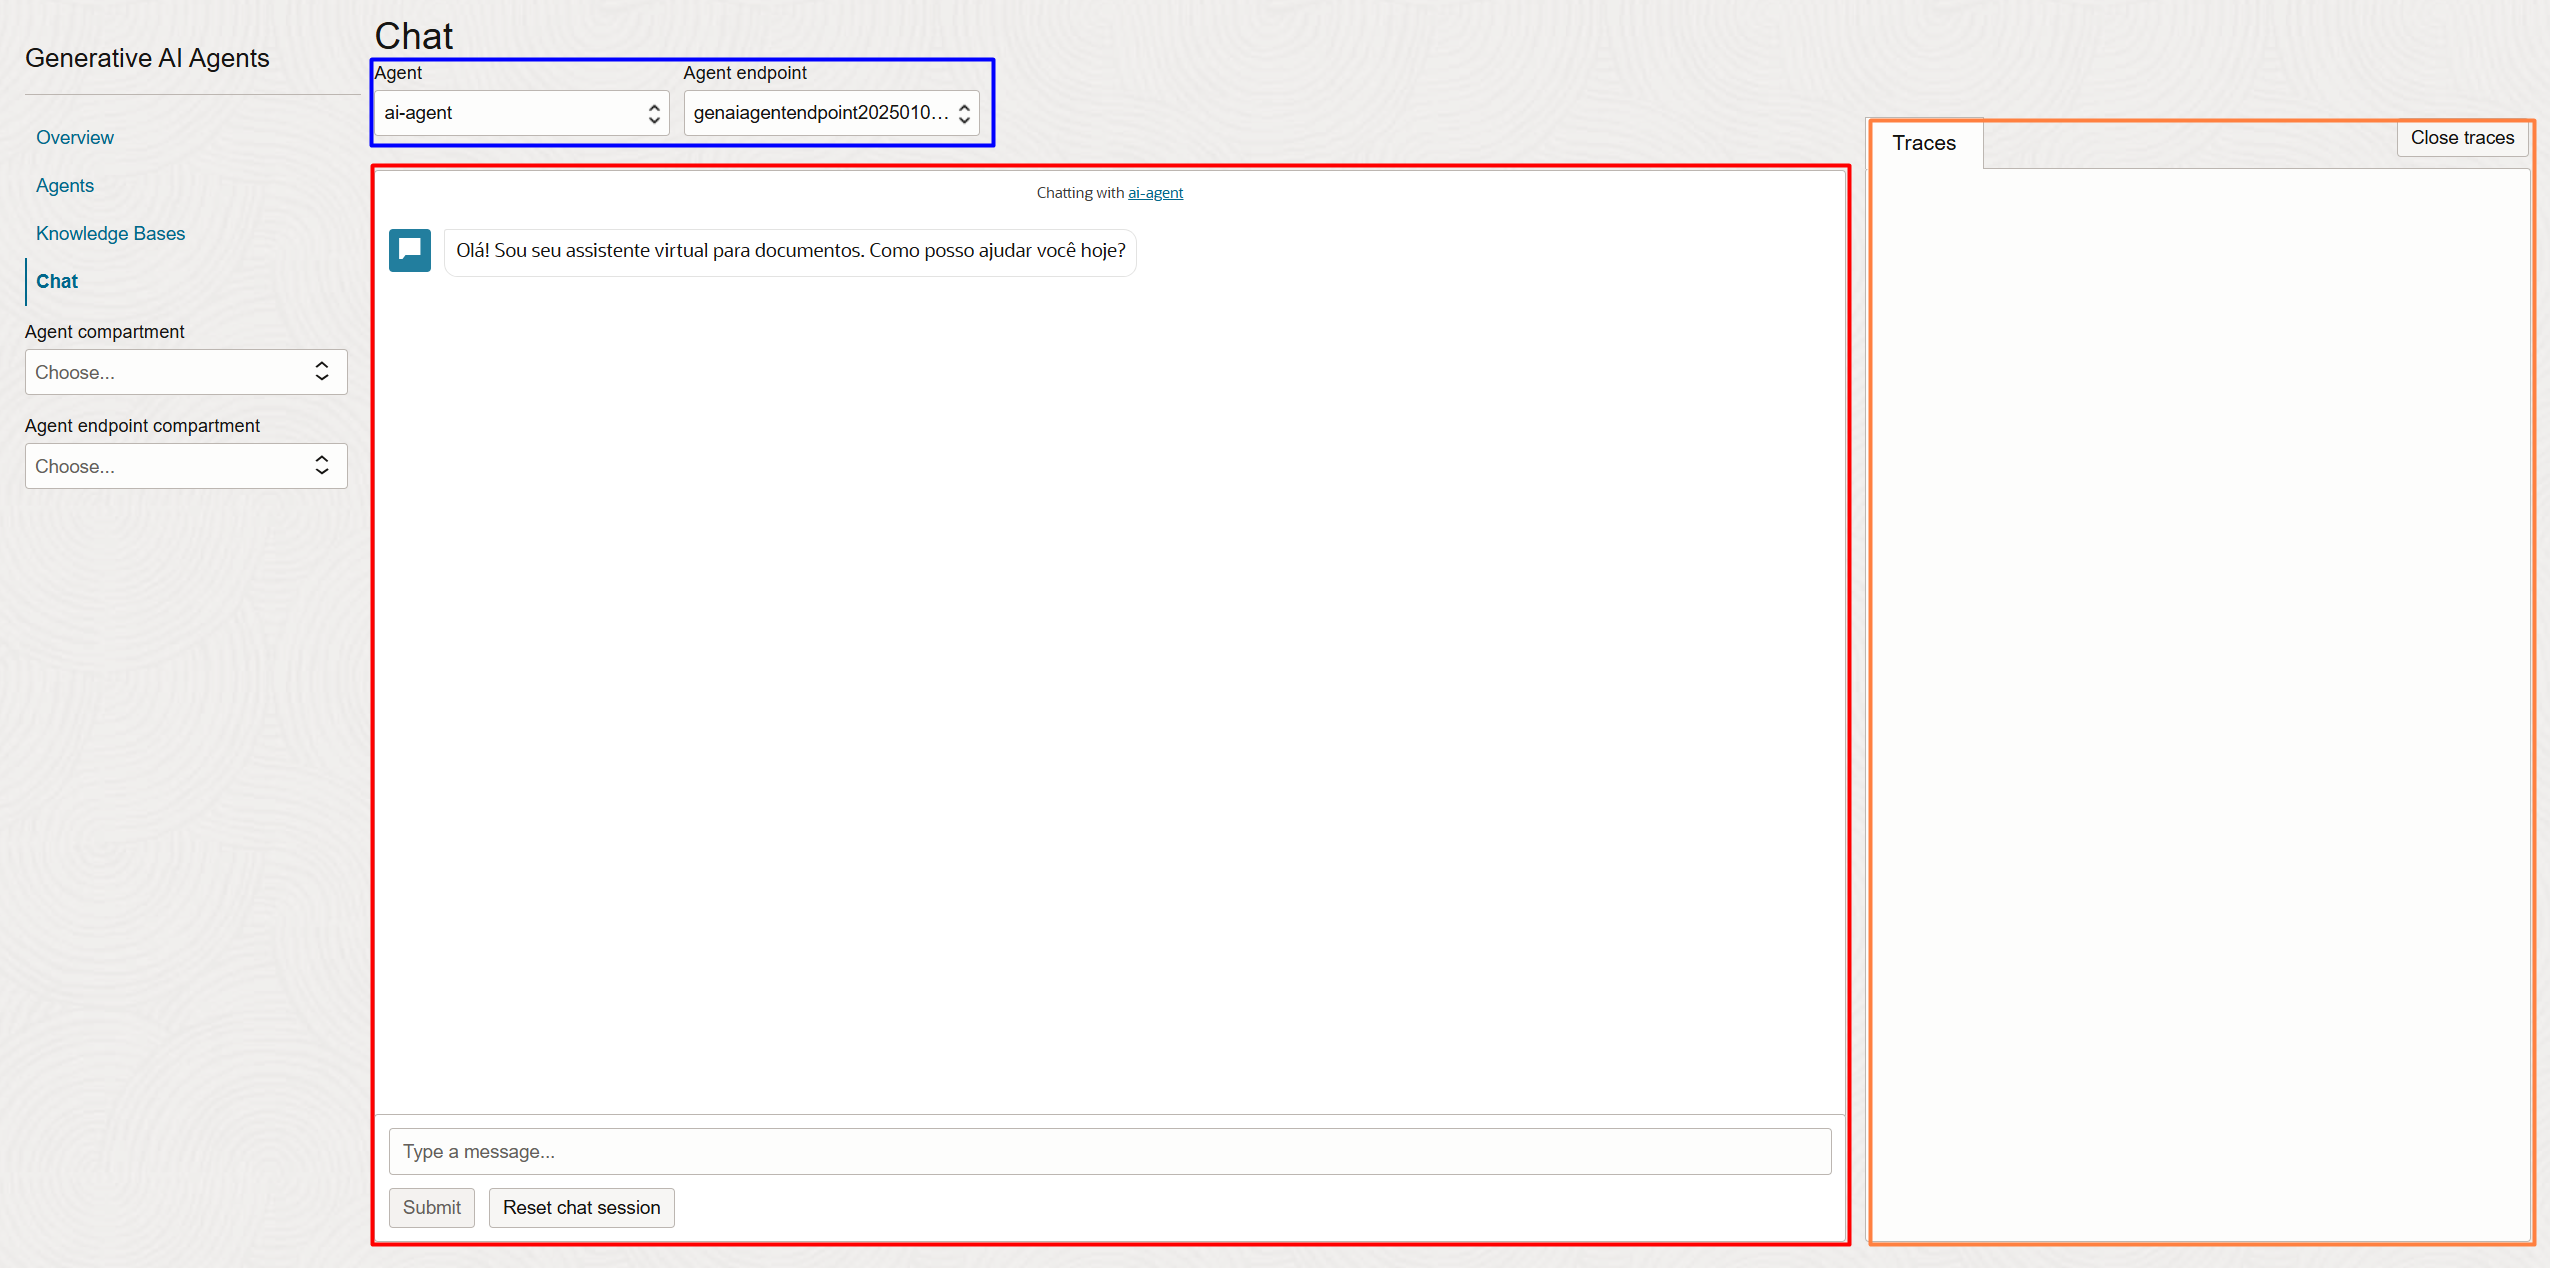 Generative AI Agents
Overview
Agents
Knowledge Bases
Chat
Agent compartment
Choose...
Agent endpoint compartment
Choose...
Chat
Agent
Agent endpoint
ai-agent
genaiagentendpoint2025010...
Chatting with ai-agent
Olá! Sou seu assistente virtual para documentos. Como posso ajudar você hoje?
Type a message...
Submit
Reset chat session
Traces
Close traces